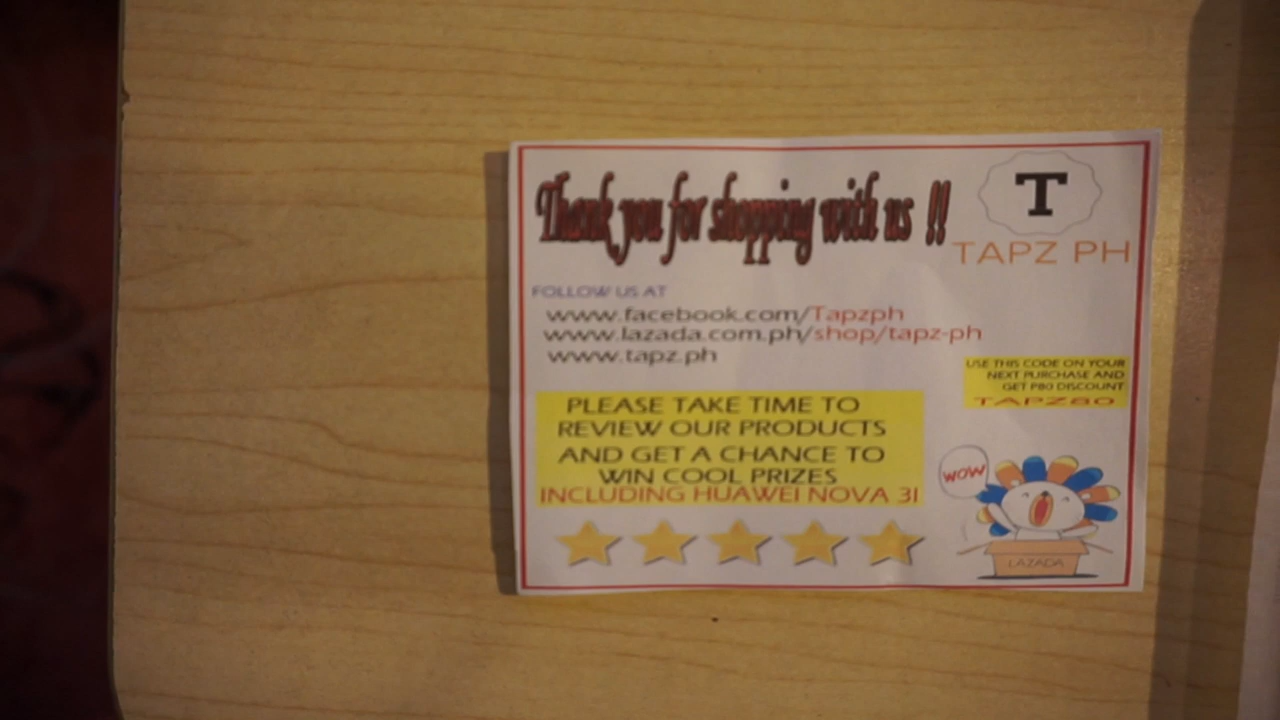 Thank you for shopping with us !!
T
TAPZ PH
FOLLOW US AT
www.facebook.com/Tapzph
www.lazada.com.ph/shop/tapz-ph
www.tapz.ph
USE THIS CODE ON YOUR
NEXT PURCHASE AND
GET P80 DISCOUNT
TAPZ80
PLEASE TAKE TIME TO
REVIEW OUR PRODUCTS
AND GET A CHANCE TO
WIN COOL PRIZES
INCLUDING HUAWEI NOVA 3I
WOW
LAZADA